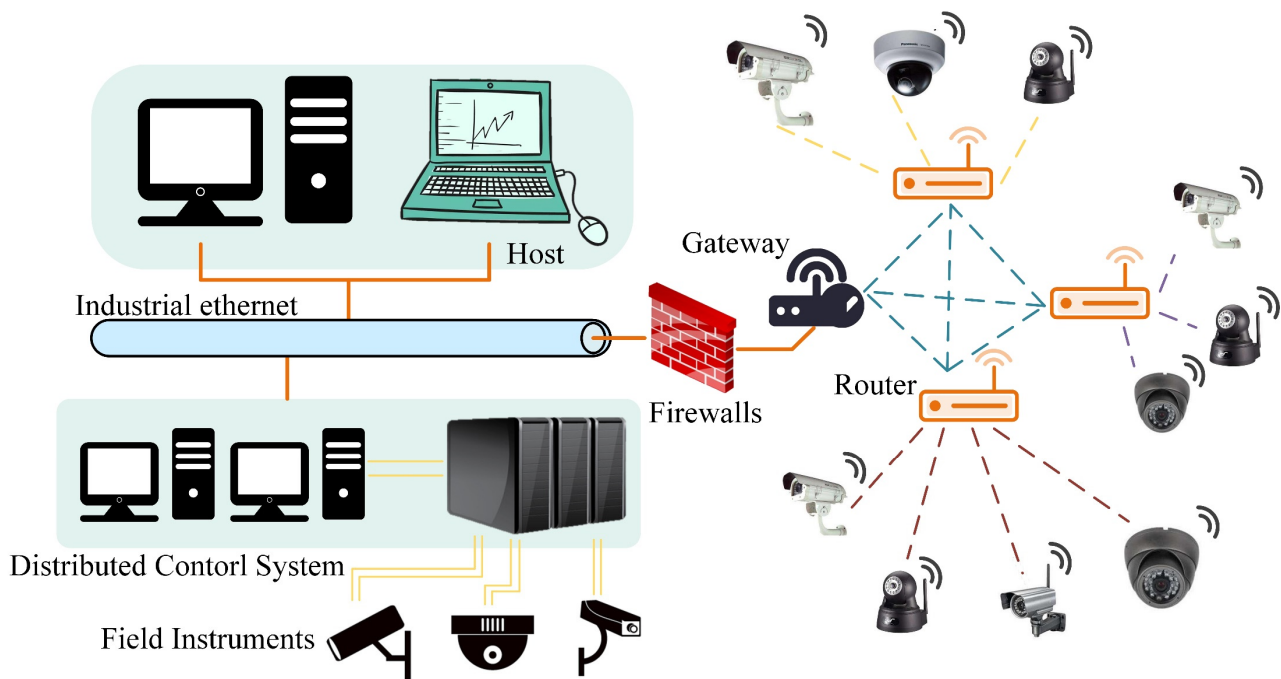 Host
Gateway
Industrial ethernet
Router
Firewalls
Distributed Contorl System
Field Instruments